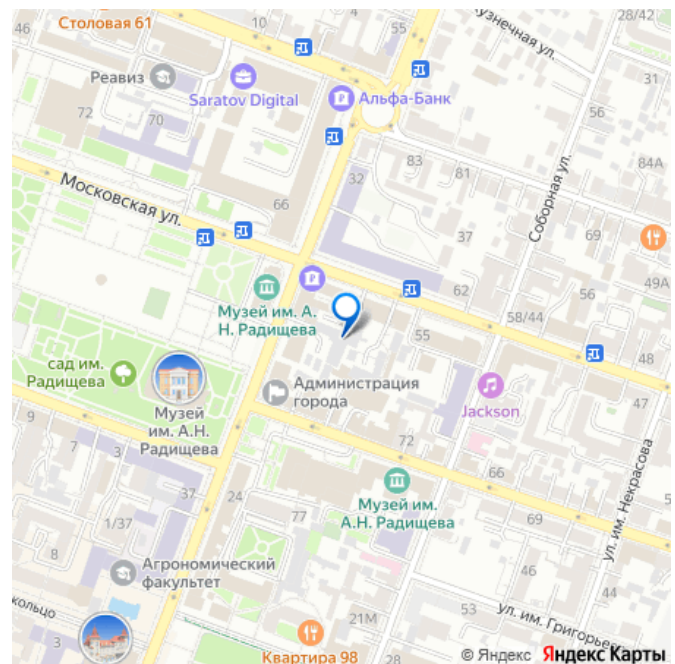 Столовая 61
10
55
Кузнечная ул.
28/42
4
31
Реавиз
Saratov Digital
Альфа-Банк
72
70
56
83
81
84А
32
Соборная ул.
Московская ул.
66
37
69
49А
Музей им. А.
Н. Радищева
62
56
58/44
55
48
сад им.
Радищева
Администрация
города
Jackson
47
Музей
им. А.Н.
Радищева
9
7
3
72
66
ул. им. Некрасова
37
24
Музей им.
А.Н. Радищева
77
69
1/37
8
Агрономический
факультет
46
44
53
ул. им. Григорье
21М
3
Квартира 98
© Яндекс Яндекс Карты